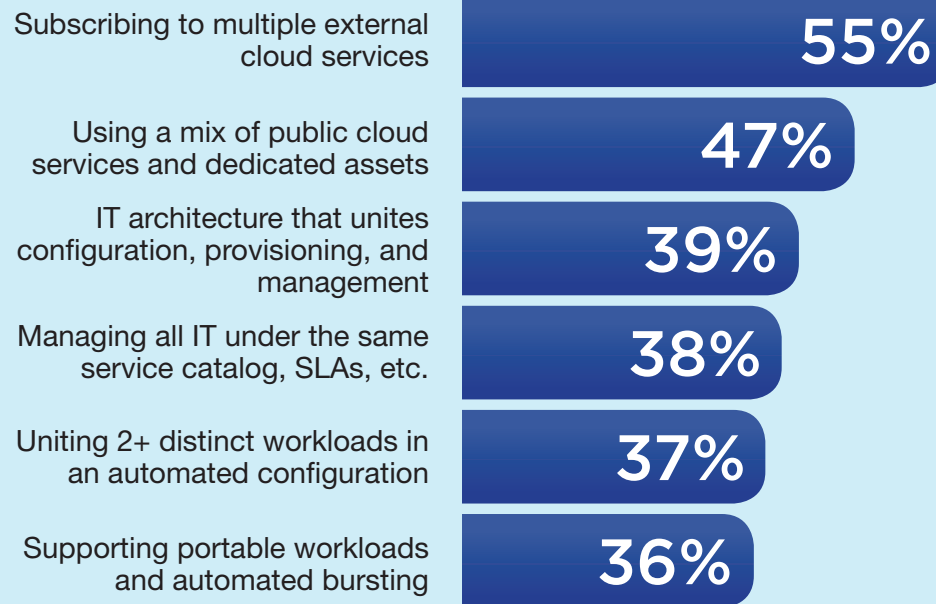 Subscribing to multiple external
cloud services
55%
Using a mix of public cloud
services and dedicated assets
47%
IT architecture that unites
configuration, provisioning, and
management
39%
Managing all IT under the same
service catalog, SLAs, etc.
38%
Uniting 2+ distinct workloads in
an automated configuration
37%
Supporting portable workloads
and automated bursting
36%